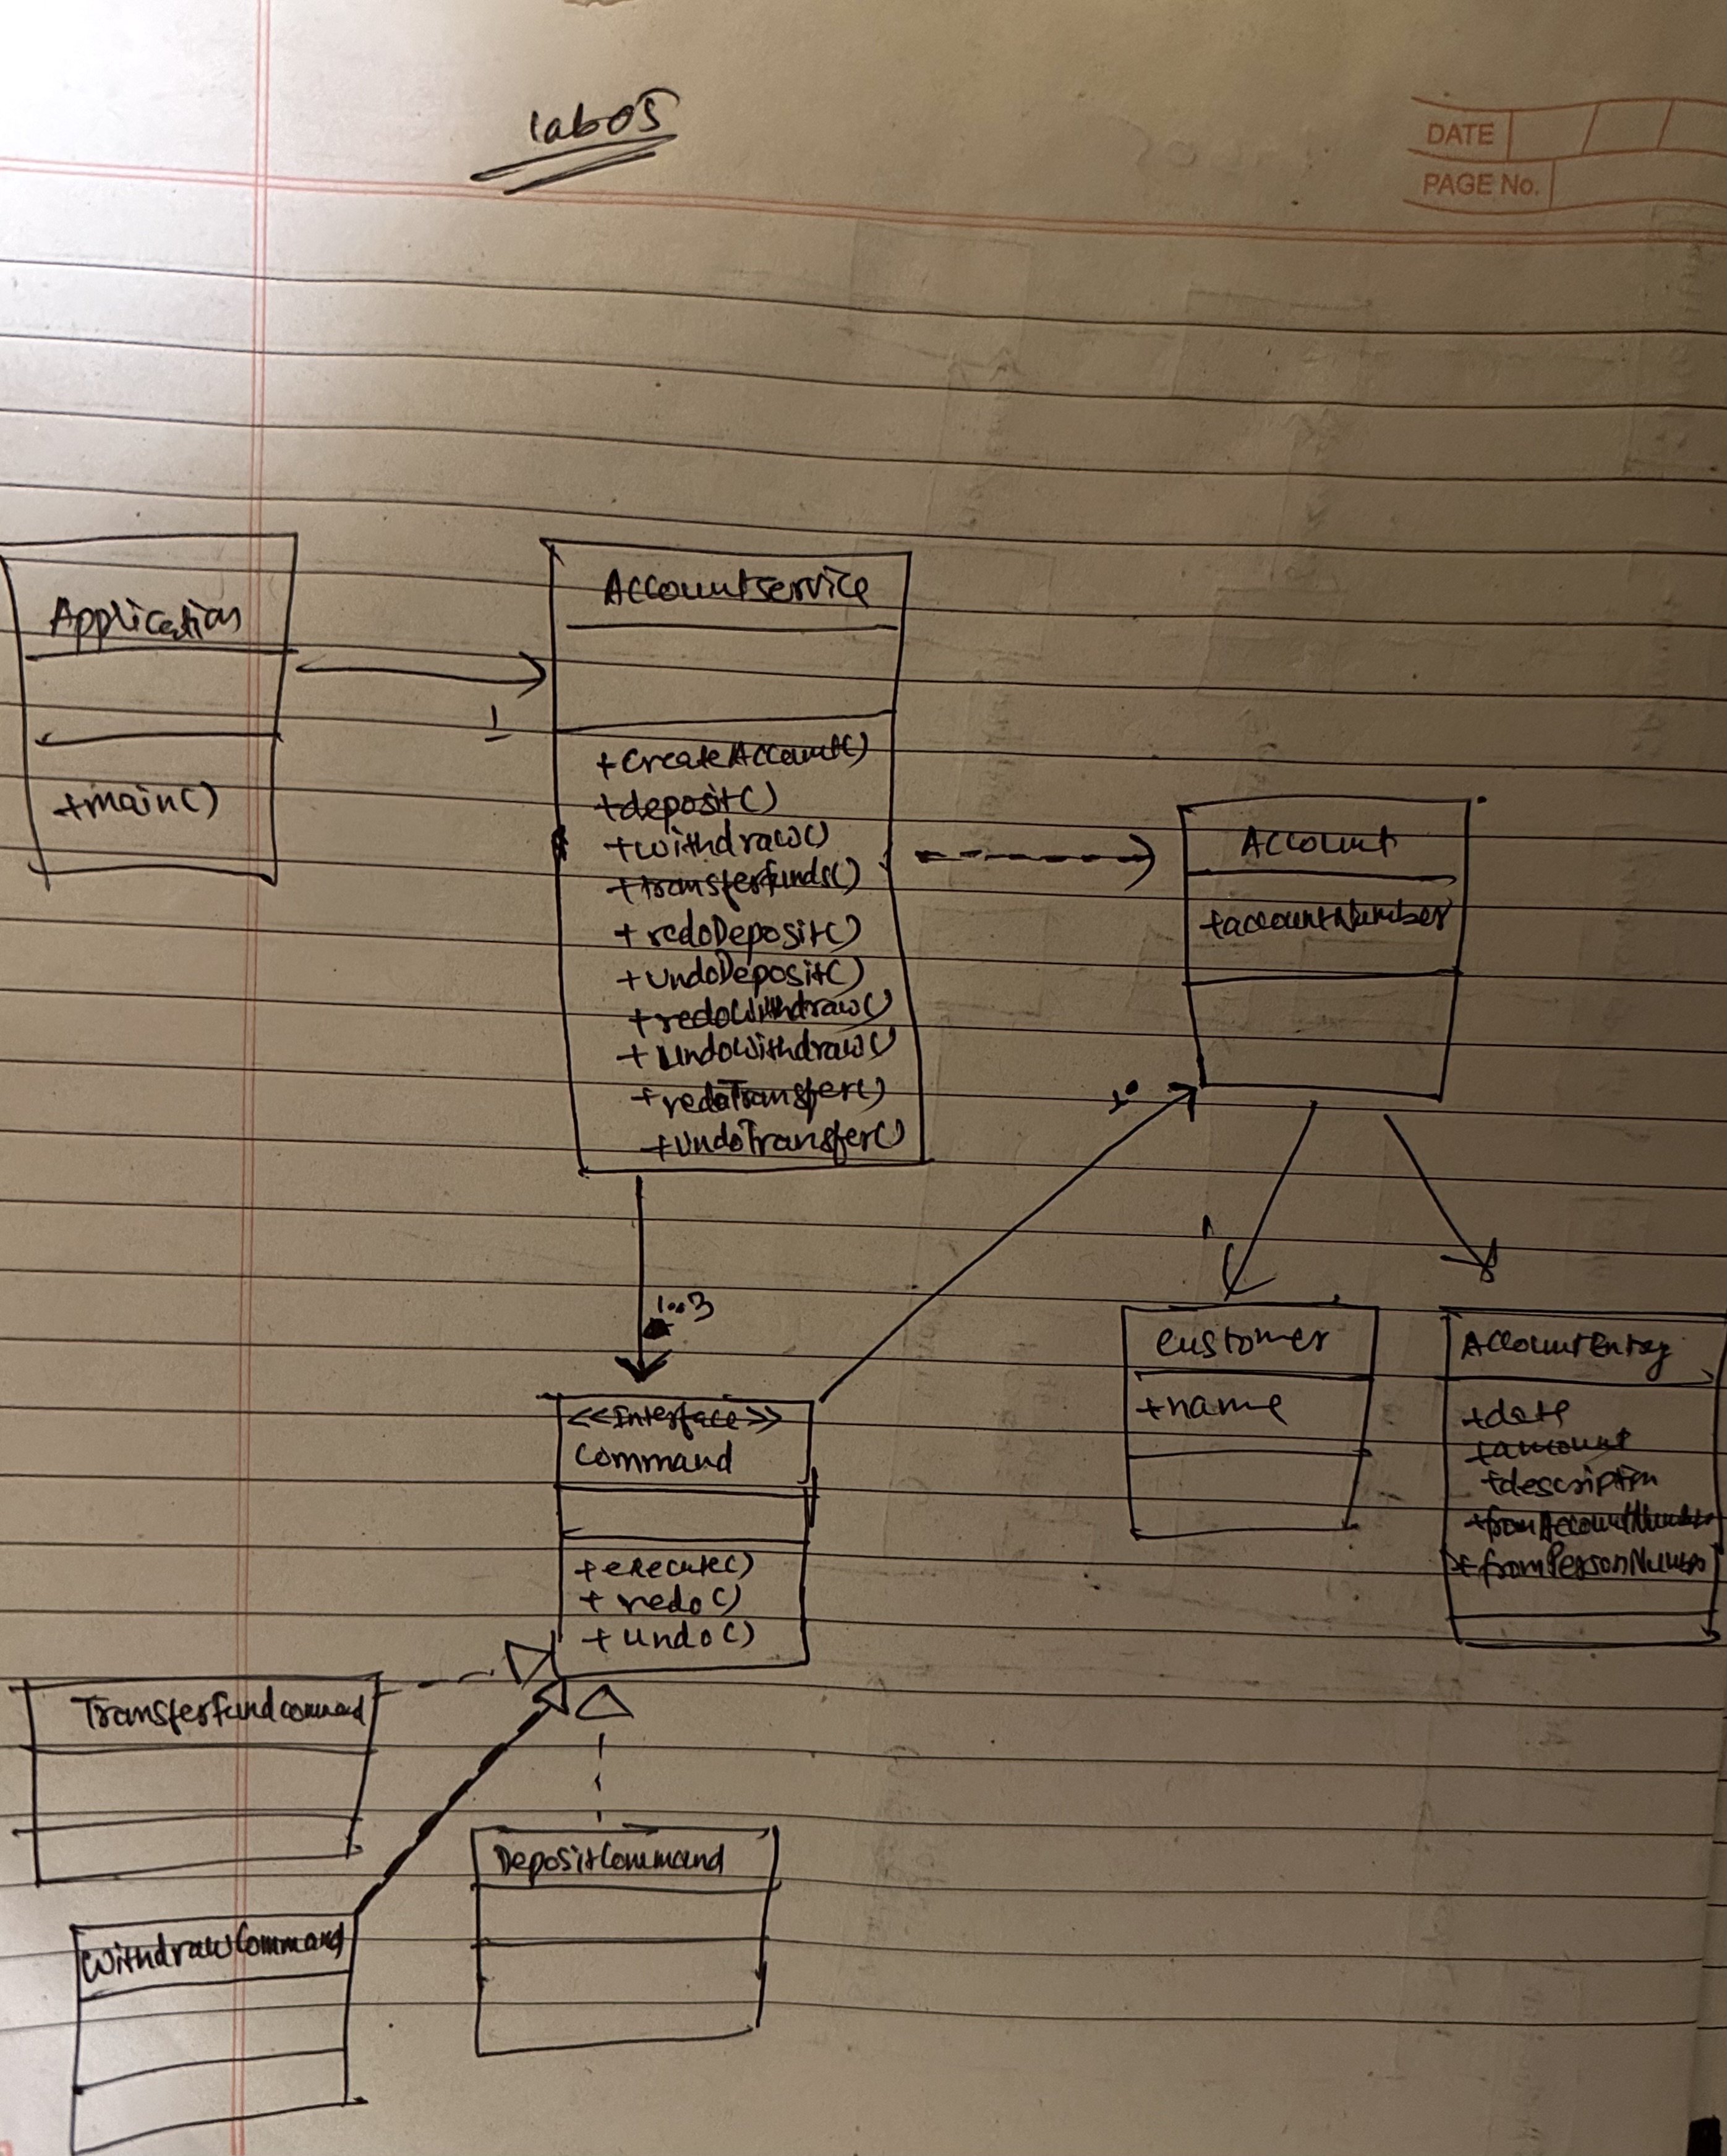 lab05
DATE
PAGE No.
Application
+main()
Accountservice
+CreateAccount()
+deposit()
+withdraw()
+transferfunds()
+redoDeposit()
+undoDeposit()
+redoWithdraw()
+undoWithdraw()
+redoTransfer()
+undoTransfer()
1
Account
+accountNumber
1
1..3
<<Interface>>
Command
+execute()
+redo()
+undo()
customer
+name
AccountEntry
+date
+amount
+description
+fromAccountNumber
+fromPersonNumber
TransferFundcommand
DepositCommand
WithdrawCommand